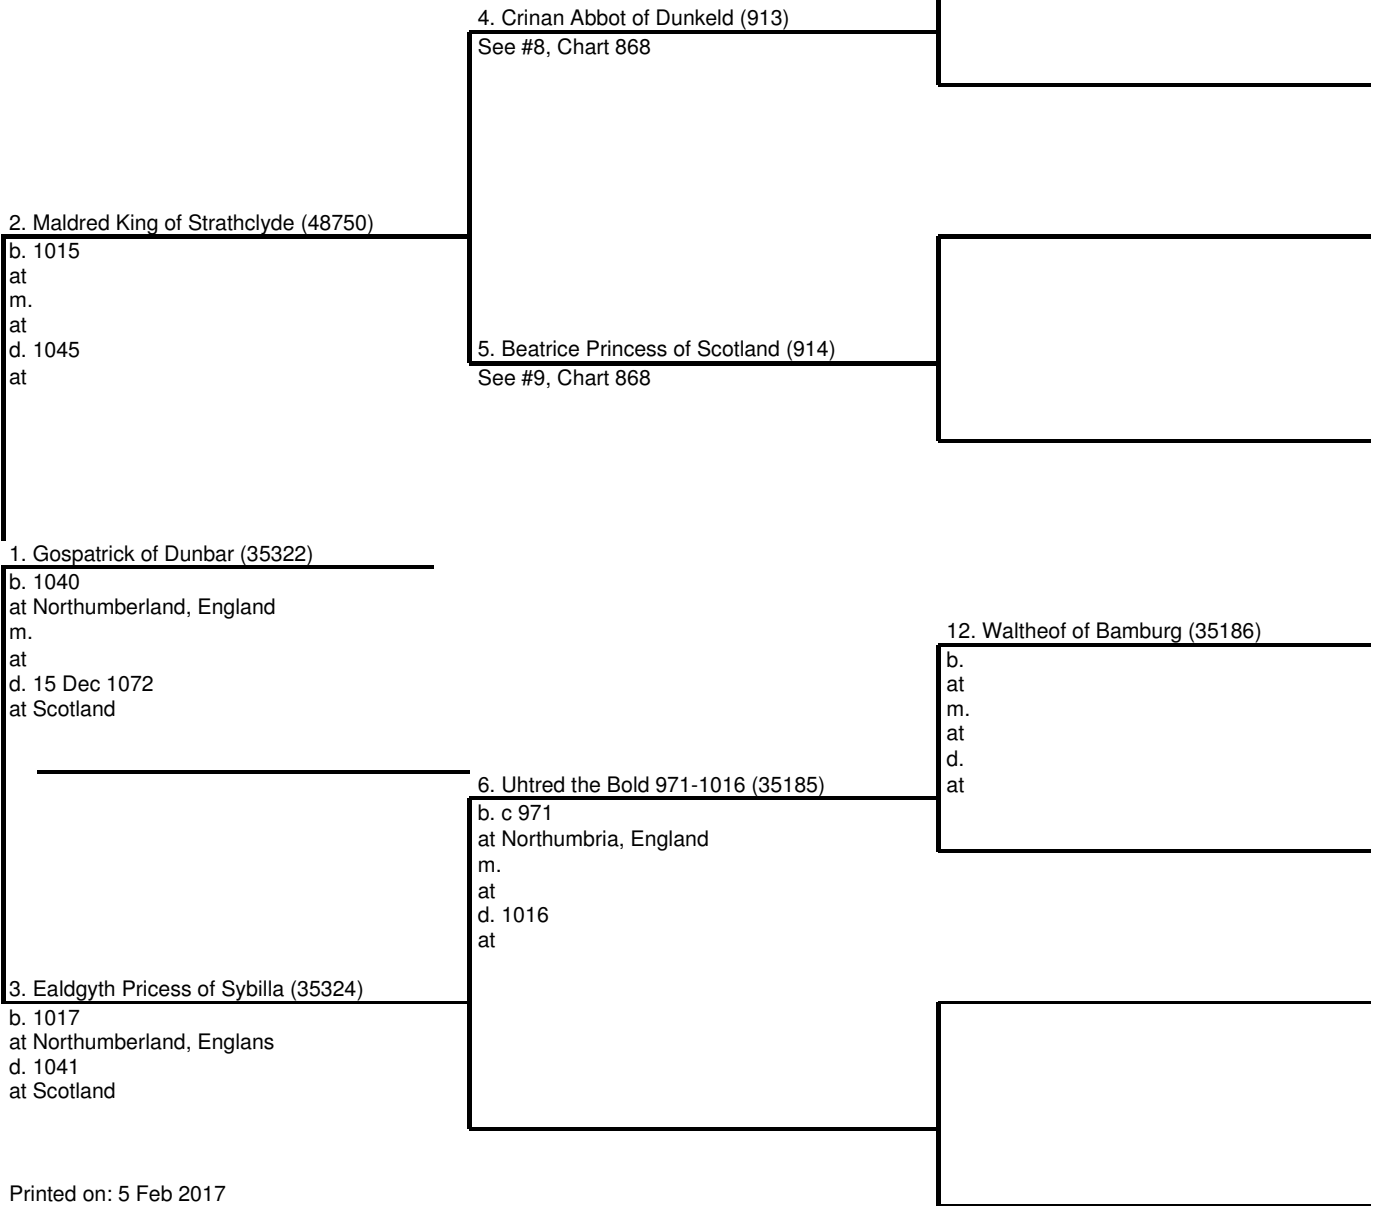 4. Crinan Abbot of Dunkeld (913)
See #8, Chart 868
2. Maldred King of Strathclyde (48750)
b. 1015
at
m.
at
d. 1045
at
5. Beatrice Princess of Scotland (914)
See #9, Chart 868
1. Gospatrick of Dunbar (35322)
b. 1040
at Northumberland, England
m.
at
d. 15 Dec 1072
at Scotland
12. Waltheof of Bamburg (35186)
b.
at
m.
at
d.
at
6. Uhtred the Bold 971-1016 (35185)
b. c 971
at Northumbria, England
m.
at
d. 1016
at
3. Ealdgyth Pricess of Sybilla (35324)
b. 1017
at Northumberland, Englans
d. 1041
at Scotland
Printed on: 5 Feb 2017